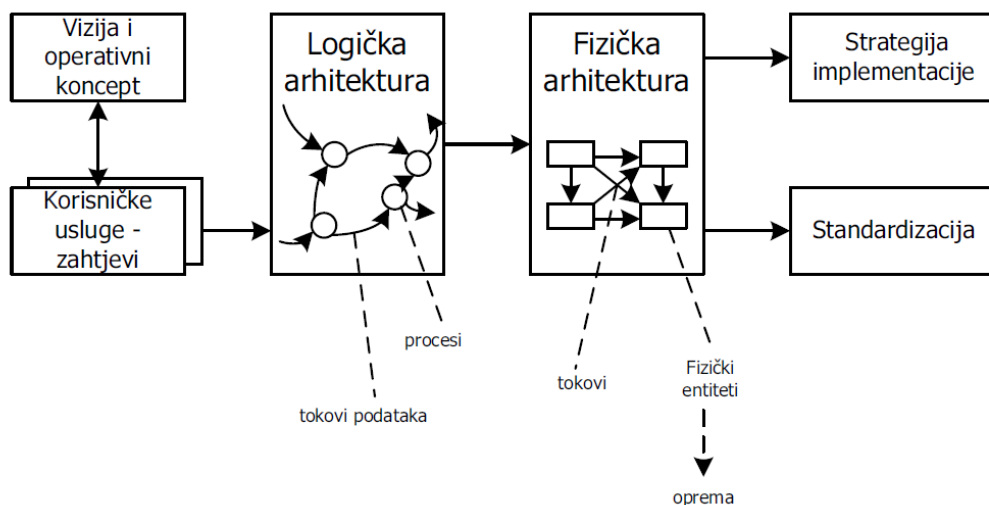 Vizija i
operativni
koncept
Korisničke
usluge -
zahtjevi
Logička
arhitektura
procesi
tokovi podataka
Fizička
arhitektura
tokovi
Fizički
entiteti
oprema
Strategija
implementacije
Standardizacija